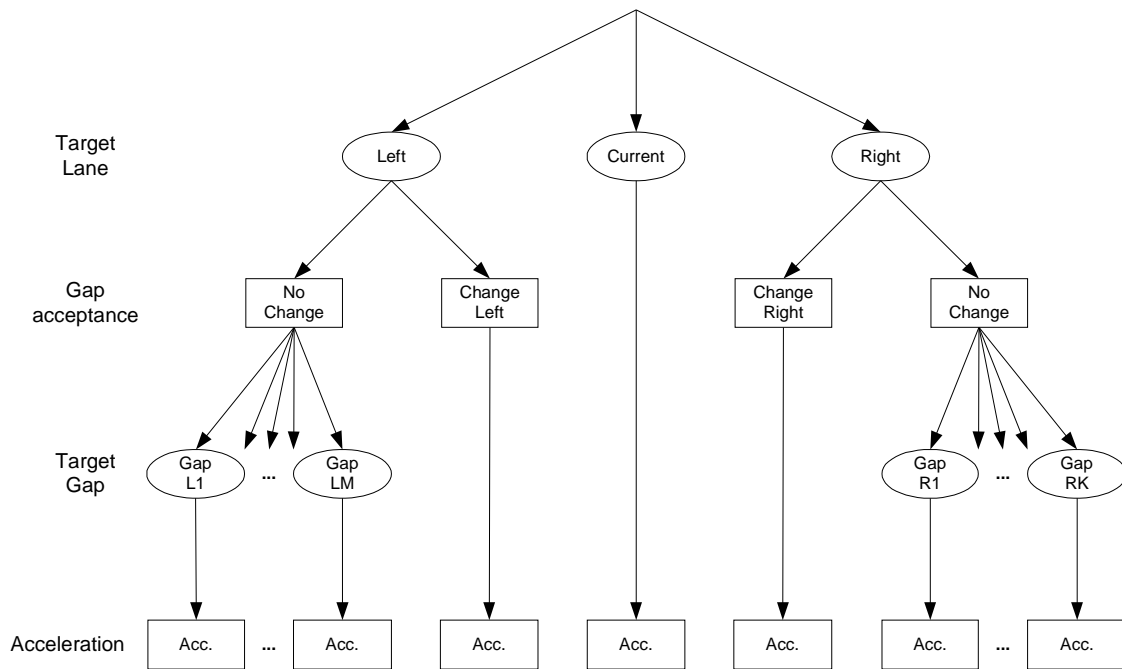 Target
Lane
Left
Current
Right
Gap
acceptance
No
Change
Change
Left
Change
Right
No
Change
Target
Gap
Gap
L1
...
Gap
LM
Gap
R1
...
Gap
RK
Acceleration
Acc.
...
Acc.
Acc.
Acc.
Acc.
Acc.
...
Acc.